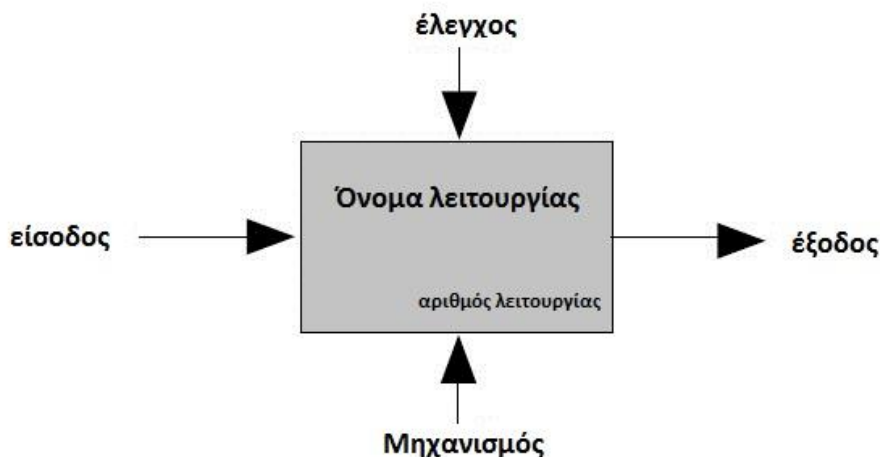 έλεγχος
Όνομα λειτουργίας
είσοδος
έξοδος
αριθμός λειτουργίας
Μηχανισμός